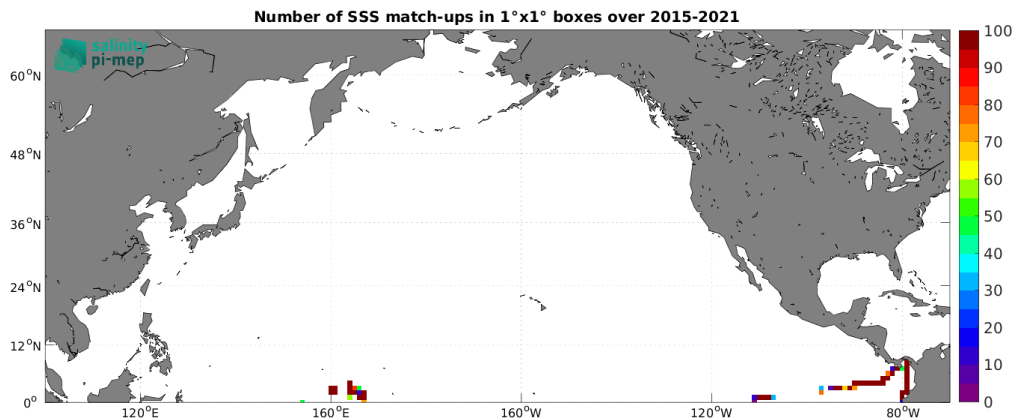 Number of SSS match-ups in 1°x1° boxes over 2015-2021
salinity
pi-mep
60°N
48°N
36°N
24°N
12°N
0°
120°E
160°E
160°W
120°W
80°W
100
90
80
70
60
50
40
30
20
10
0